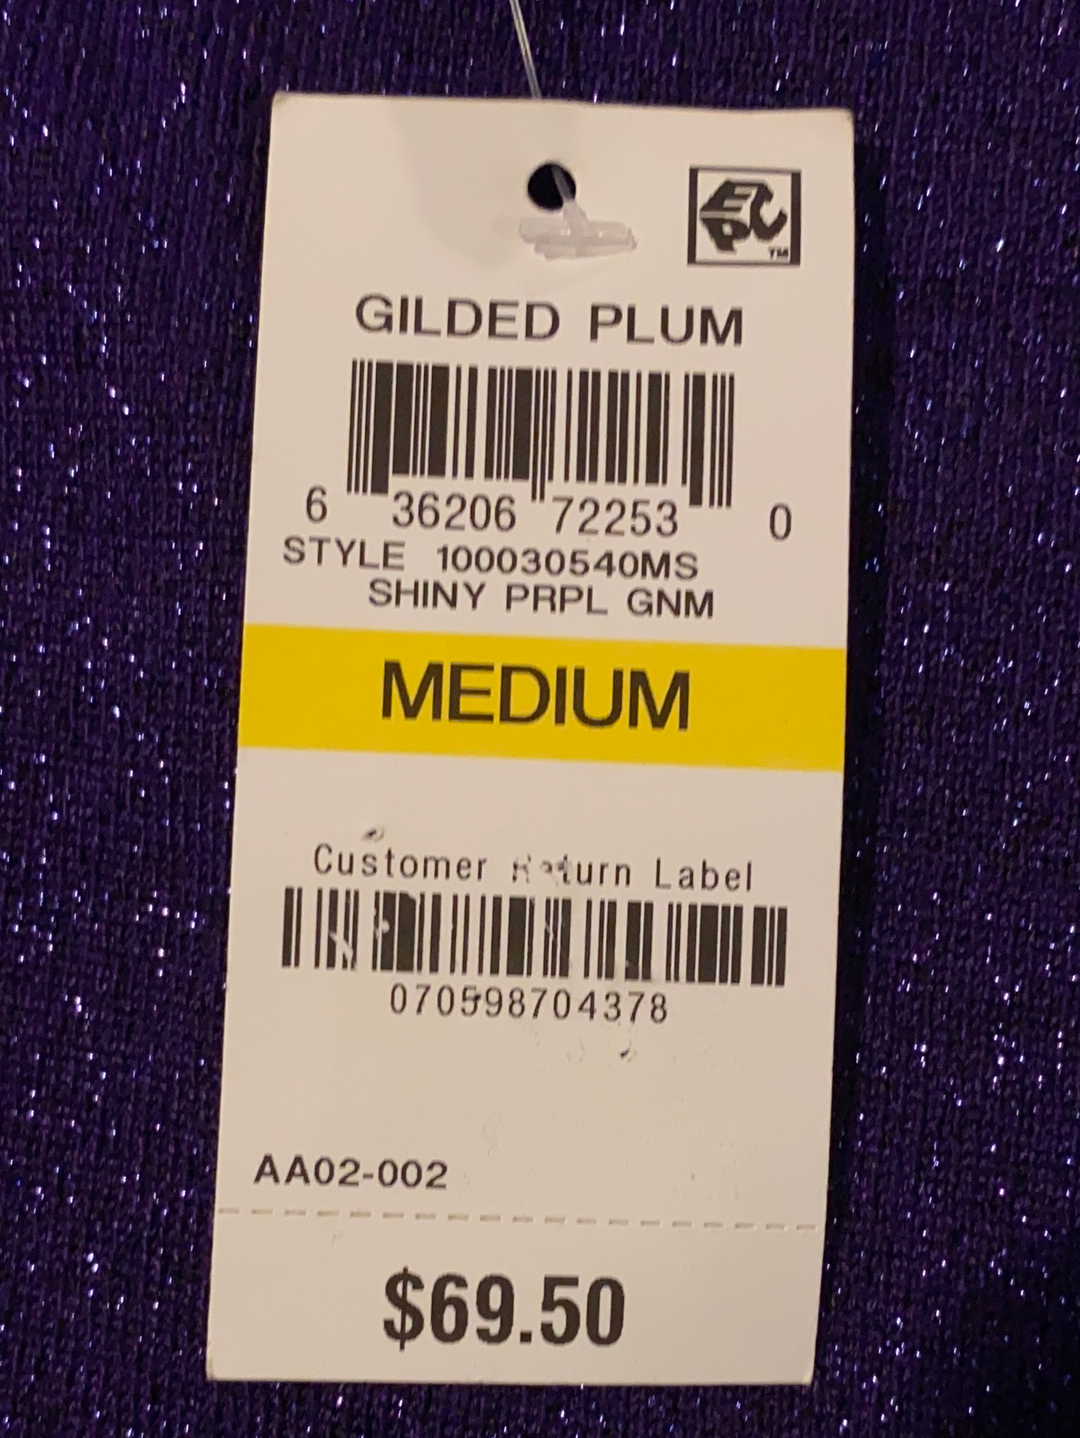 EPC™
GILDED PLUM
6 36206 72253 0
STYLE 100030540MS
SHINY PRPL GNM
MEDIUM
Customer Return Label
070598704378
AA02-002
$69.50